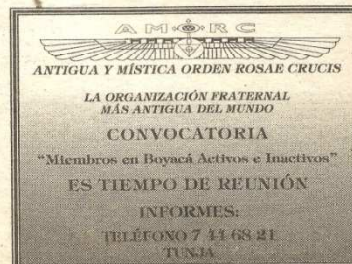 AMORC
ANTIGUA Y MÍSTICA ORDEN ROSAE CRUCIS
LA ORGANIZACIÓN FRATERNAL
MÁS ANTIGUA DEL MUNDO
CONVOCATORIA
"Miembros en Boyacá Activos e Inactivos"
ES TIEMPO DE REUNIÓN
INFORMES:
TELÉFONO 7 44 68 21
TUNJA